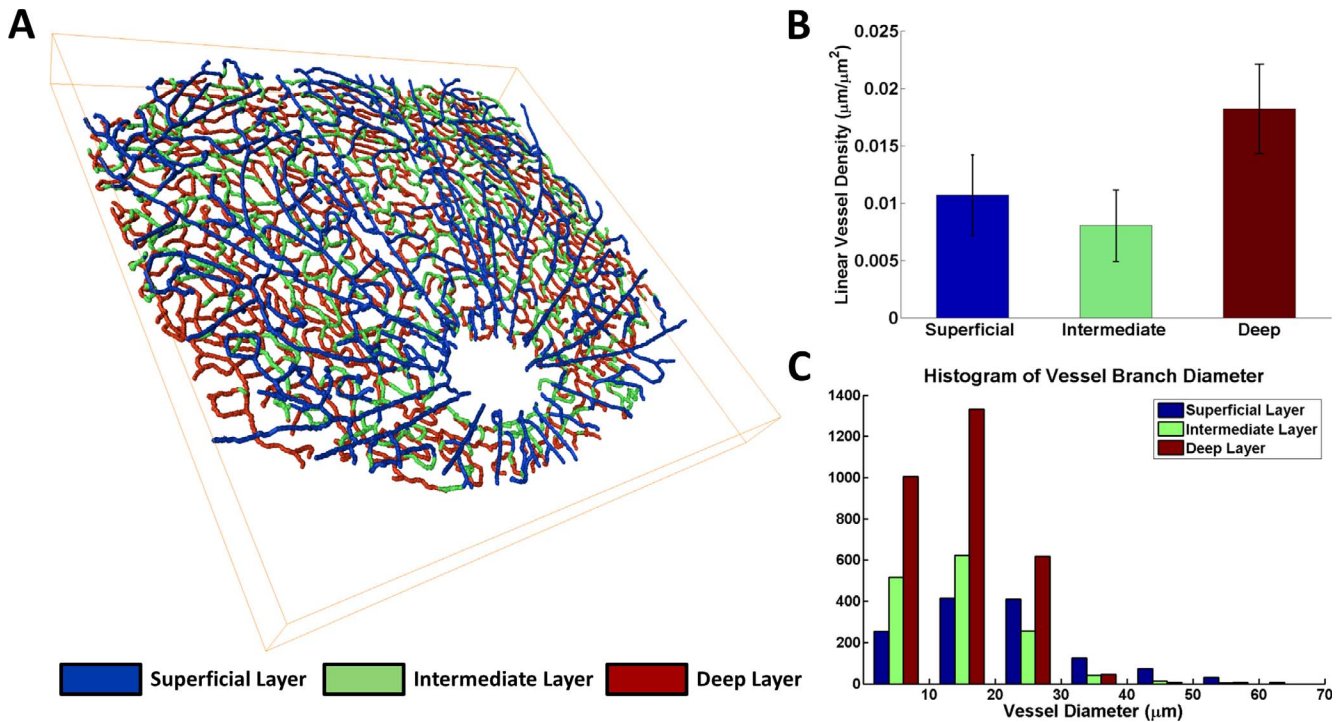 A
Superficial Layer
Intermediate Layer
Deep Layer
B
Linear Vessel Density (μm/μm²)
0.025
0.02
0.015
0.01
0.005
0
Superficial
Intermediate
Deep
C
Histogram of Vessel Branch Diameter
Superficial Layer
Intermediate Layer
Deep Layer
1400
1200
1000
800
600
400
200
0
10 20 30 40 50 60 70
Vessel Diameter (μm)